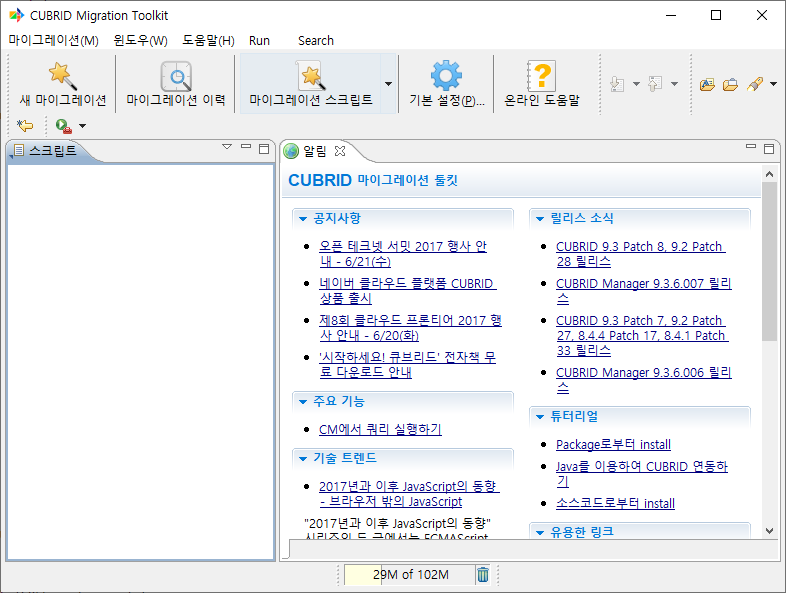 CUBRID Migration Toolkit
마이그레이션(M) 윈도우(W) 도움말(H) Run Search
새 마이그레이션 마이그레이션 이력 마이그레이션 스크립트 기본 설정(P)... 온라인 도움말
스크립트
알림
CUBRID 마이그레이션 툴킷
공지사항
오픈 테크넷 서밋 2017 행사 안
내 - 6/21(수)
네이버 클라우드 플랫폼 CUBRID
상품 출시
제8회 클라우드 프론티어 2017 행
사 안내 - 6/20(화)
'시작하세요! 큐브리드' 전자책 무
료 다운로드 안내
주요 기능
CM에서 쿼리 실행하기
기술 트렌드
2017년과 이후 JavaScript의 동향
- 브라우저 밖의 JavaScript
"2017년과 이후 JavaScript의 동향"
시리즈의 두 글에서는 ECMAScript
릴리스 소식
CUBRID 9.3 Patch 8, 9.2 Patch
28 릴리스
CUBRID Manager 9.3.6.007 릴리
스
CUBRID 9.3 Patch 7, 9.2 Patch
27, 8.4.4 Patch 17, 8.4.1 Patch
33 릴리스
CUBRID Manager 9.3.6.006 릴리
스
튜터리얼
Package로부터 install
Java를 이용하여 CUBRID 연동하
기
소스코드로부터 install
유용한 링크
29M of 102M